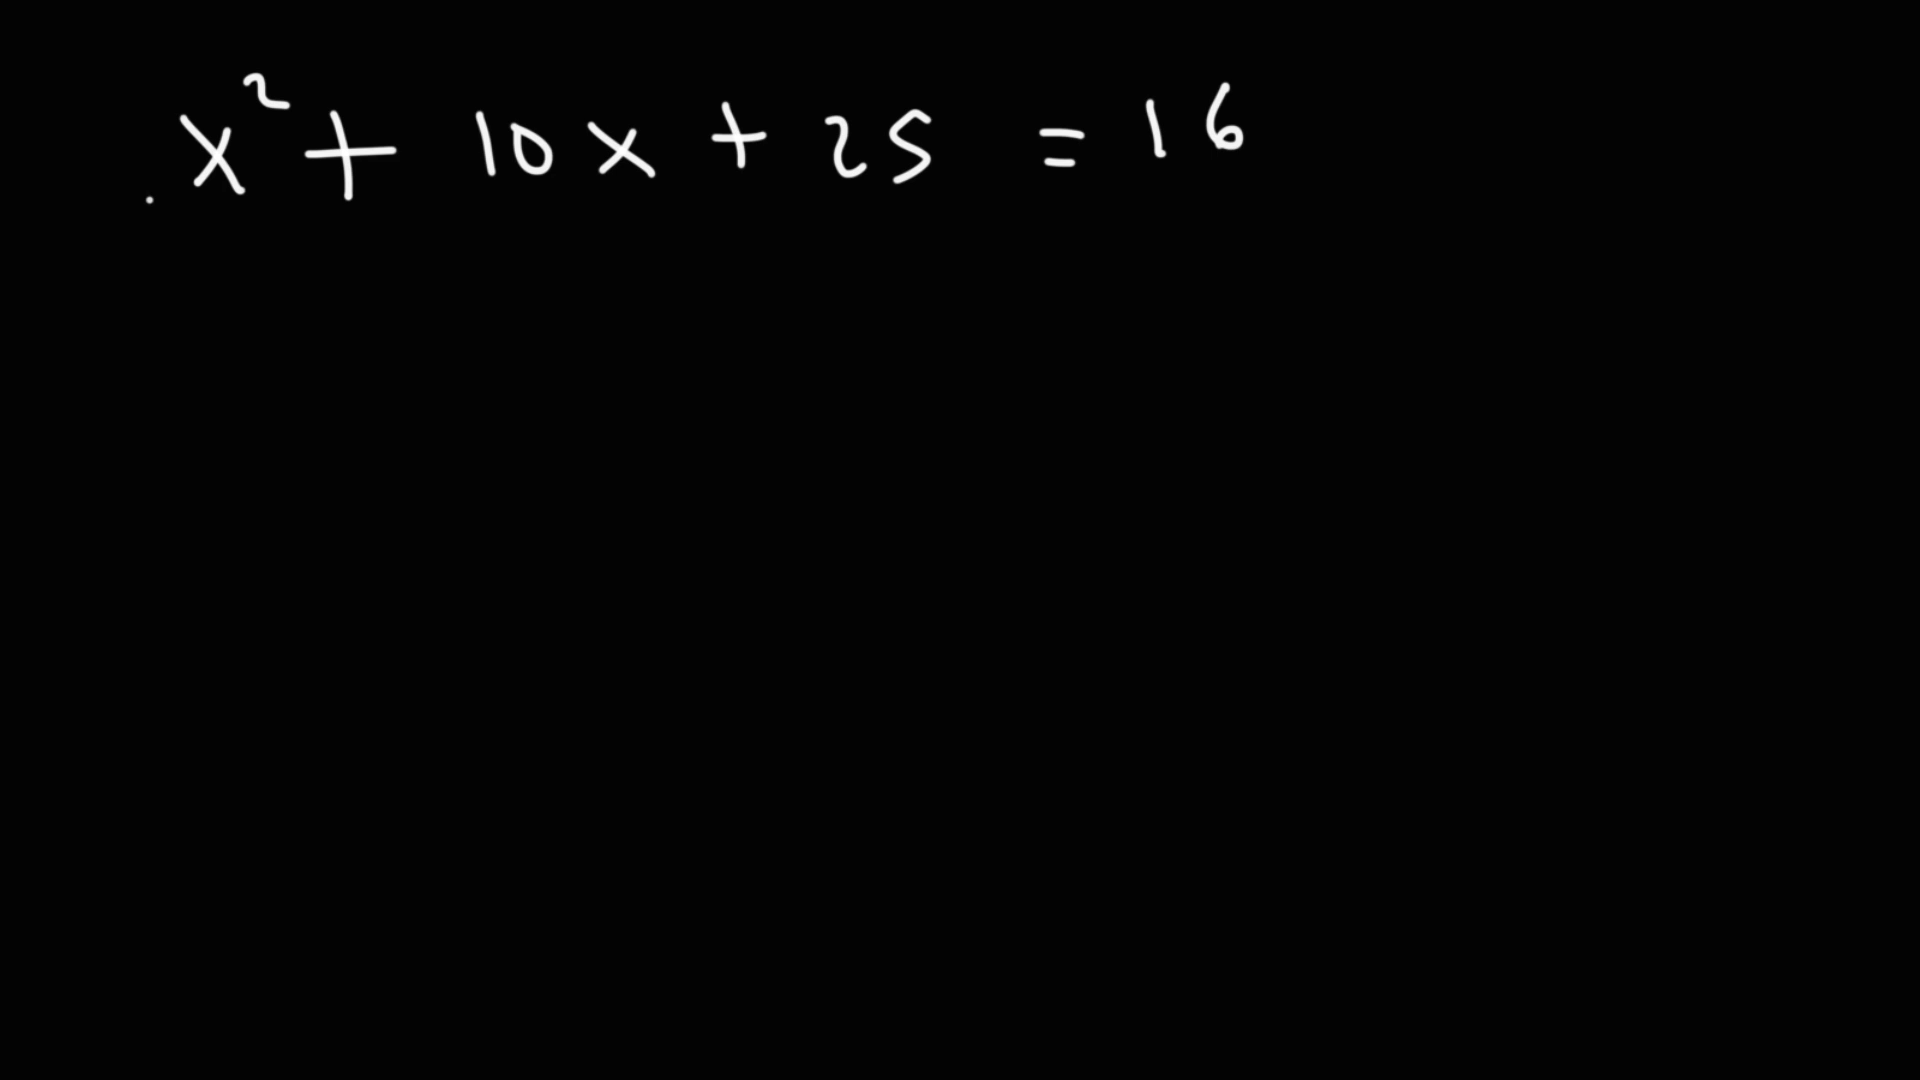 x² + 10x + 25 = 16